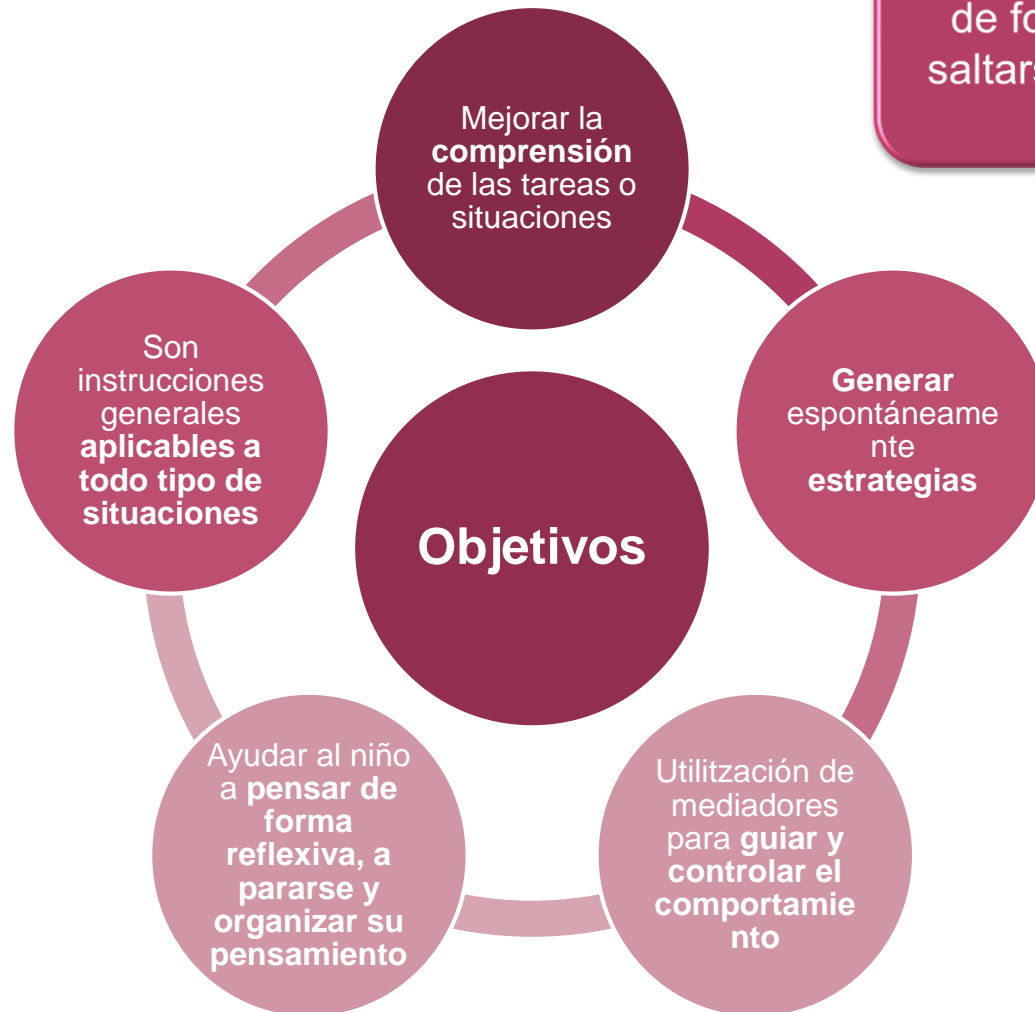 de fo
saltars
Mejorar la
comprensión
de las tareas o
situaciones
Generar
espontáneame
nte
estrategias
Utilitzación de
mediadores
para guiar y
controlar el
comportamie
nto
Ayudar al niño
a pensar de
forma
reflexiva, a
pararse y
organizar su
pensamiento
Son
instrucciones
generales
aplicables a
todo tipo de
situaciones
Objetivos